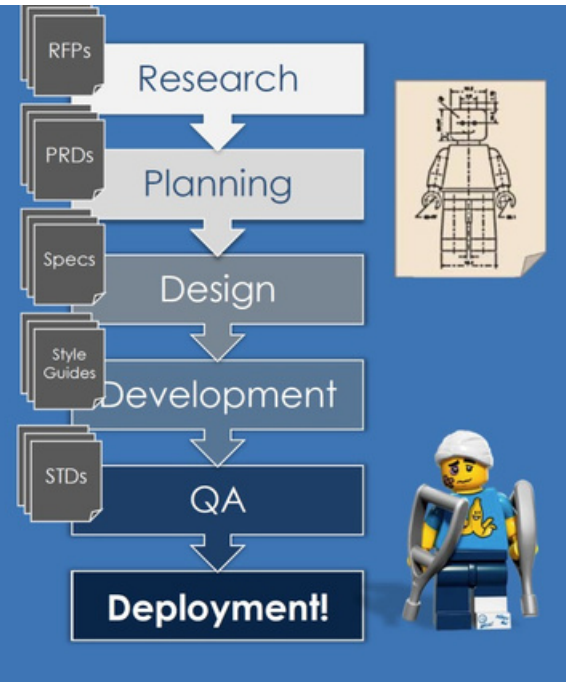 RFPs
Research
PRDs
Planning
Specs
Design
Style
Guides
Development
STDs
QA
Deployment!